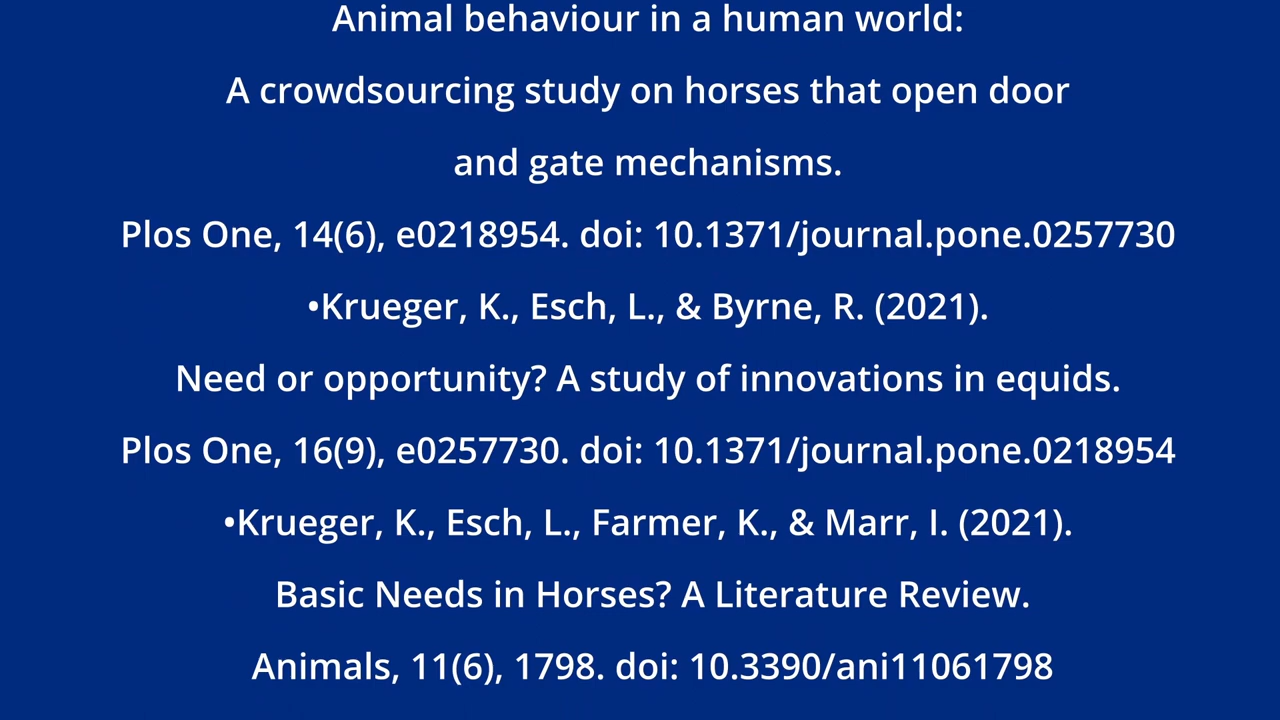 Animal behaviour in a human world:
A crowdsourcing study on horses that open door
and gate mechanisms.
Plos One, 14(6), e0218954. doi: 10.1371/journal.pone.0257730
•Krueger, K., Esch, L., & Byrne, R. (2021).
Need or opportunity? A study of innovations in equids.
Plos One, 16(9), e0257730. doi: 10.1371/journal.pone.0218954
•Krueger, K., Esch, L., Farmer, K., & Marr, I. (2021).
Basic Needs in Horses? A Literature Review.
Animals, 11(6), 1798. doi: 10.3390/ani11061798